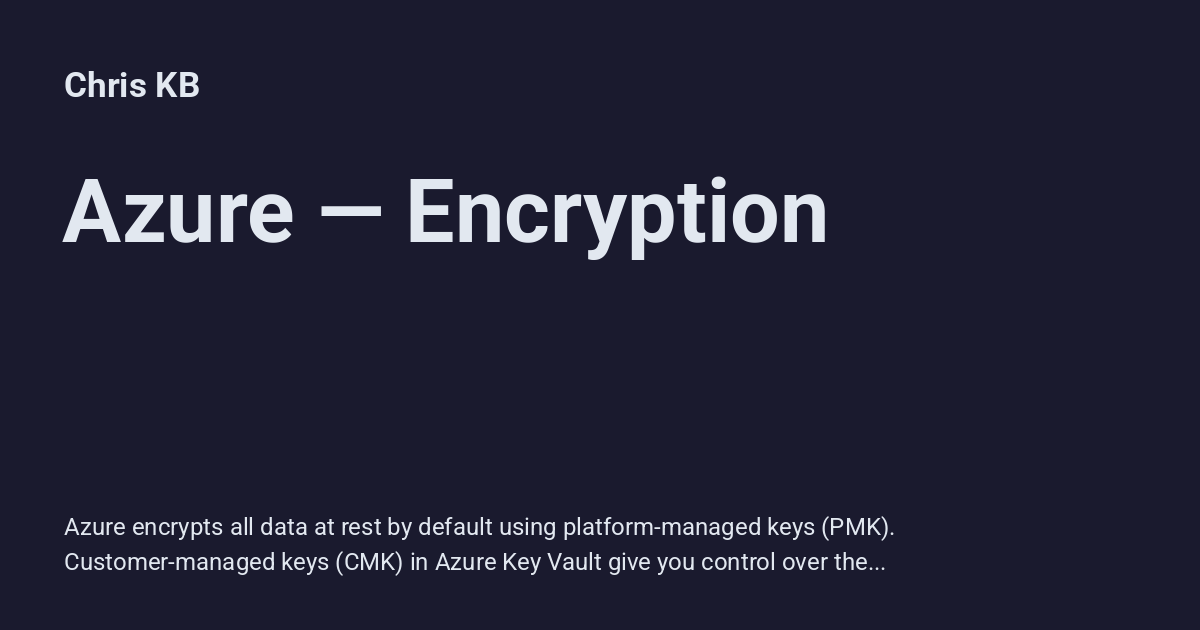 Chris KB
Azure — Encryption
Azure encrypts all data at rest by default using platform-managed keys (PMK).
Customer-managed keys (CMK) in Azure Key Vault give you control over the...